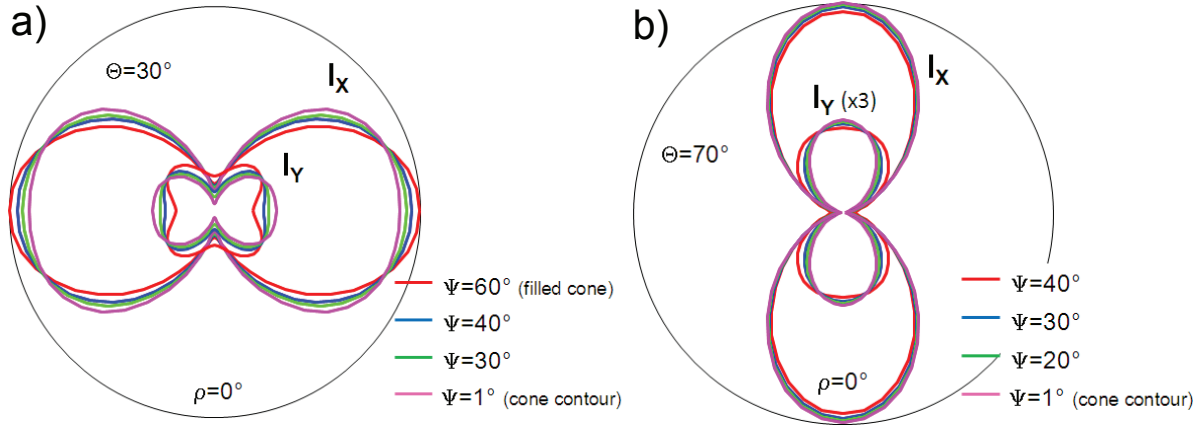 a)
Θ=30°
I_X
I_Y
Ψ=60° (filled cone)
Ψ=40°
Ψ=30°
Ψ=1° (cone contour)
ρ=0°
b)
I_X
I_Y (x3)
Θ=70°
Ψ=40°
Ψ=30°
Ψ=20°
Ψ=1° (cone contour)
ρ=0°